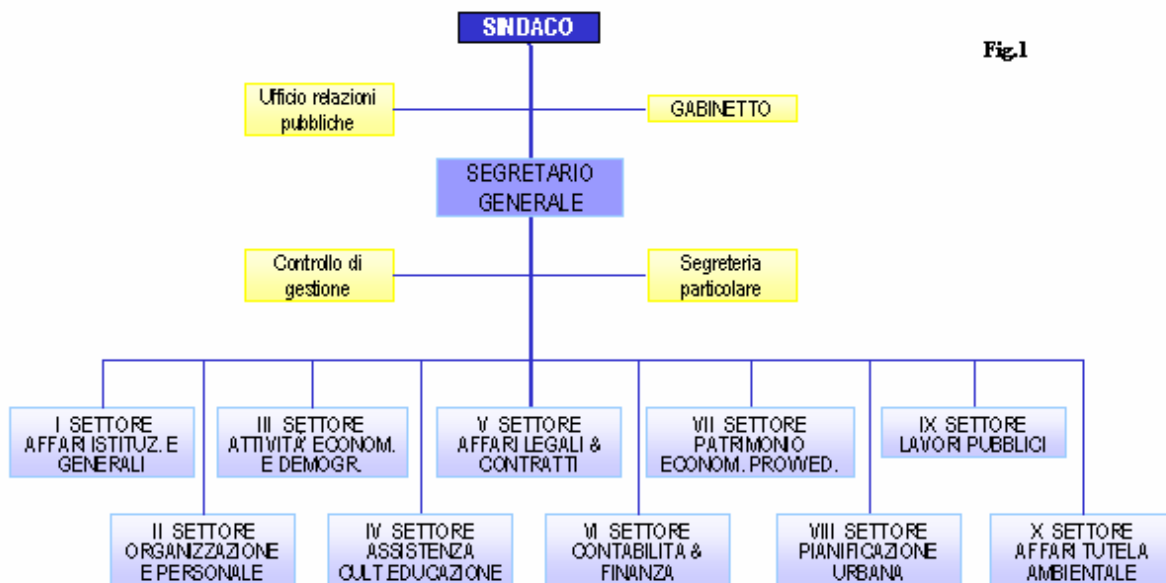 SINDACO
Fig.1
Ufficio relazioni
pubbliche
GABINETTO
SEGRETARIO
GENERALE
Controllo di
gestione
Segreteria
particolare
I SETTORE
AFFARI ISTITUZ. E
GENERALI
III SETTORE
ATTIVITA' ECONOM.
E DEMOGR.
V SETTORE
AFFARI LEGALI &
CONTRATTI
VII SETTORE
PATRIMONIO
ECONOM. PROVVED.
IX SETTORE
LAVORI PUBBLICI
II SETTORE
ORGANIZZAZIONE
E PERSONALE
IV SETTORE
ASSISTENZA
CULT.EDUCAZIONE
VI SETTORE
CONTABILITA &
FINANZA
VIII SETTORE
PIANIFICAZIONE
URBANA
X SETTORE
AFFARI TUTELA
AMBIENTALE